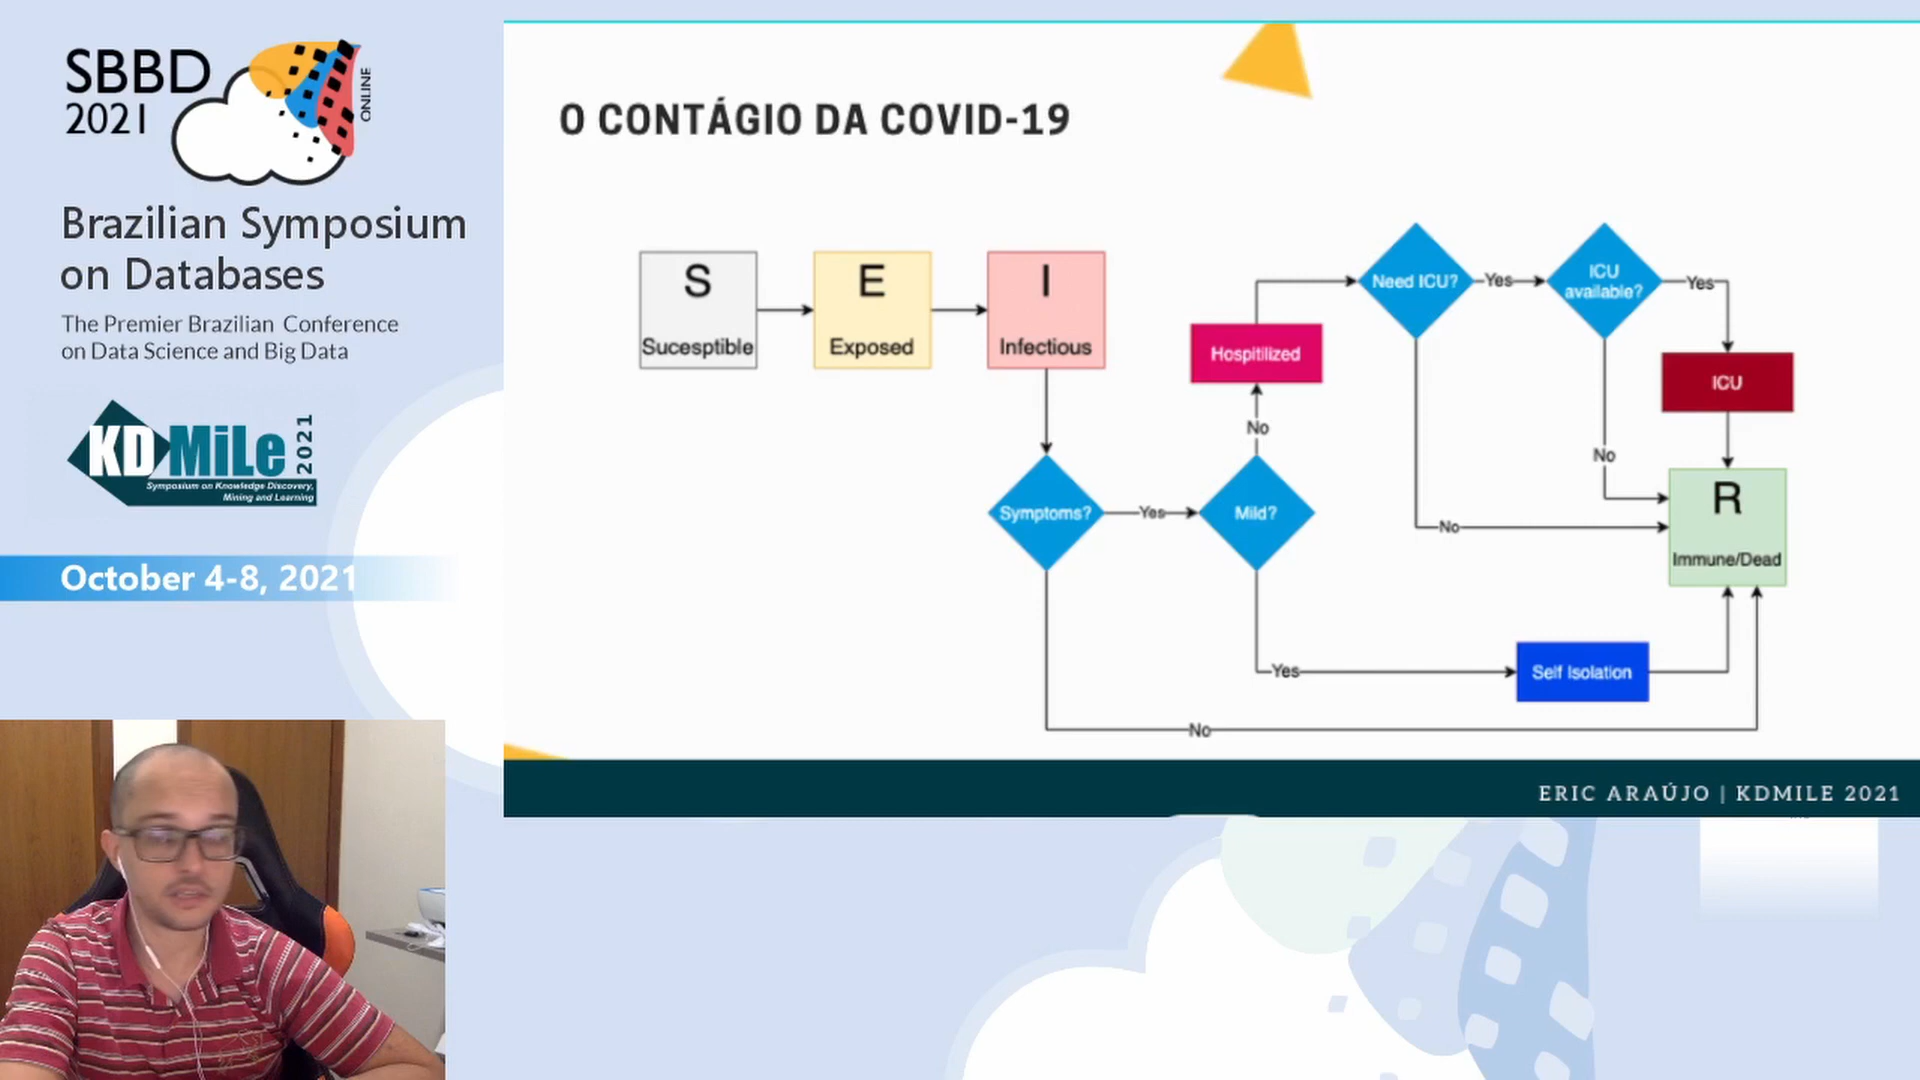 SBBD
2021
ONLINE
Brazilian Symposium
on Databases
The Premier Brazilian Conference
on Data Science and Big Data
KDMiLe
2021
Symposium on Knowledge Discovery,
Mining and Learning
October 4-8, 2021
O CONTÁGIO DA COVID-19
S
Sucesptible
E
Exposed
I
Infectious
Symptoms?
Yes
No
Mild?
No
Yes
Hospitilized
Need ICU?
Yes
No
ICU
available?
Yes
No
ICU
R
Immune/Dead
Self Isolation
ERIC ARAÚJO | KDMILE 2021